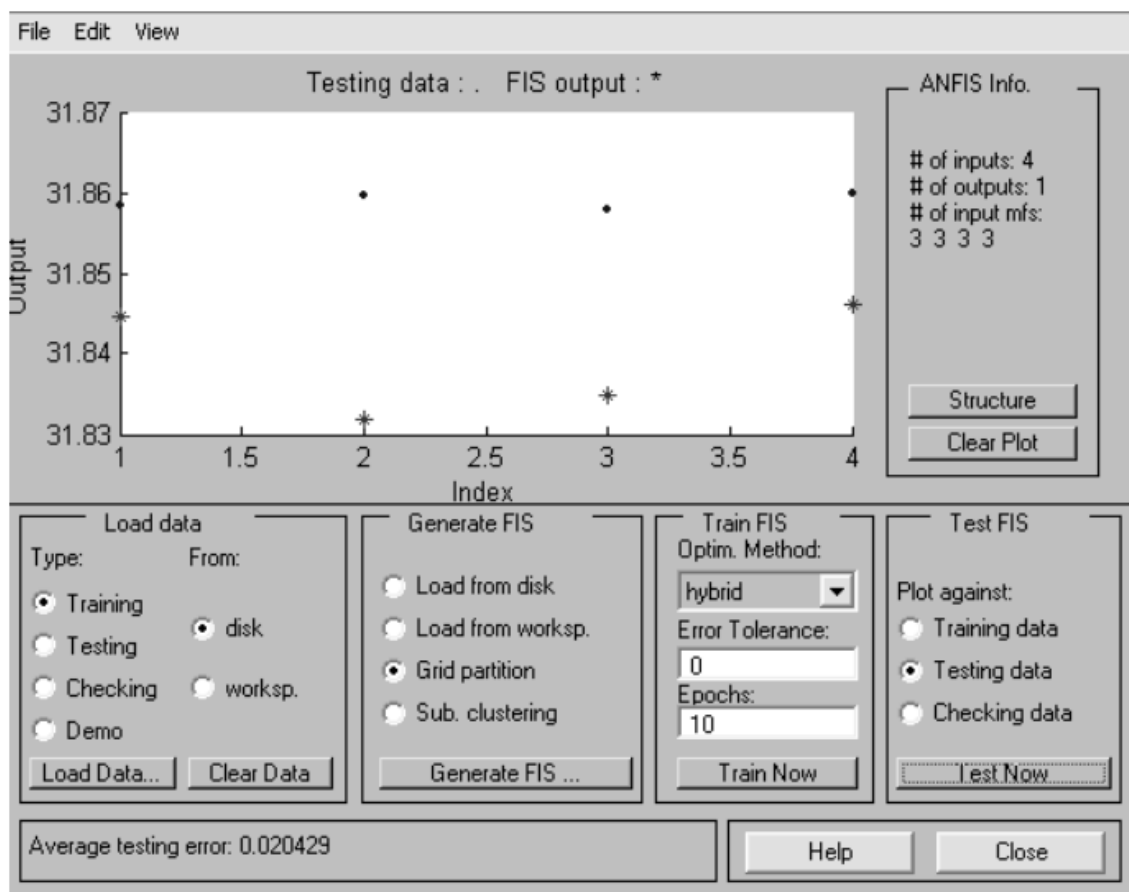 File Edit View
Testing data : . FIS output : *
31.87
31.86
31.85
31.84
31.83
Output
1 1.5 2 2.5 3 3.5 4
Index
ANFIS Info.
# of inputs: 4
# of outputs: 1
# of input mfs:
3 3 3 3
Structure
Clear Plot
Load data
Type: From:
Training
Testing
Checking
Demo
disk
worksp.
Load Data... Clear Data
Generate FIS
Load from disk
Load from worksp.
Grid partition
Sub. clustering
Generate FIS ...
Train FIS
Optim. Method:
hybrid
Error Tolerance:
0
Epochs:
10
Train Now
Test FIS
Plot against:
Training data
Testing data
Checking data
Test Now
Average testing error: 0.020429
Help Close